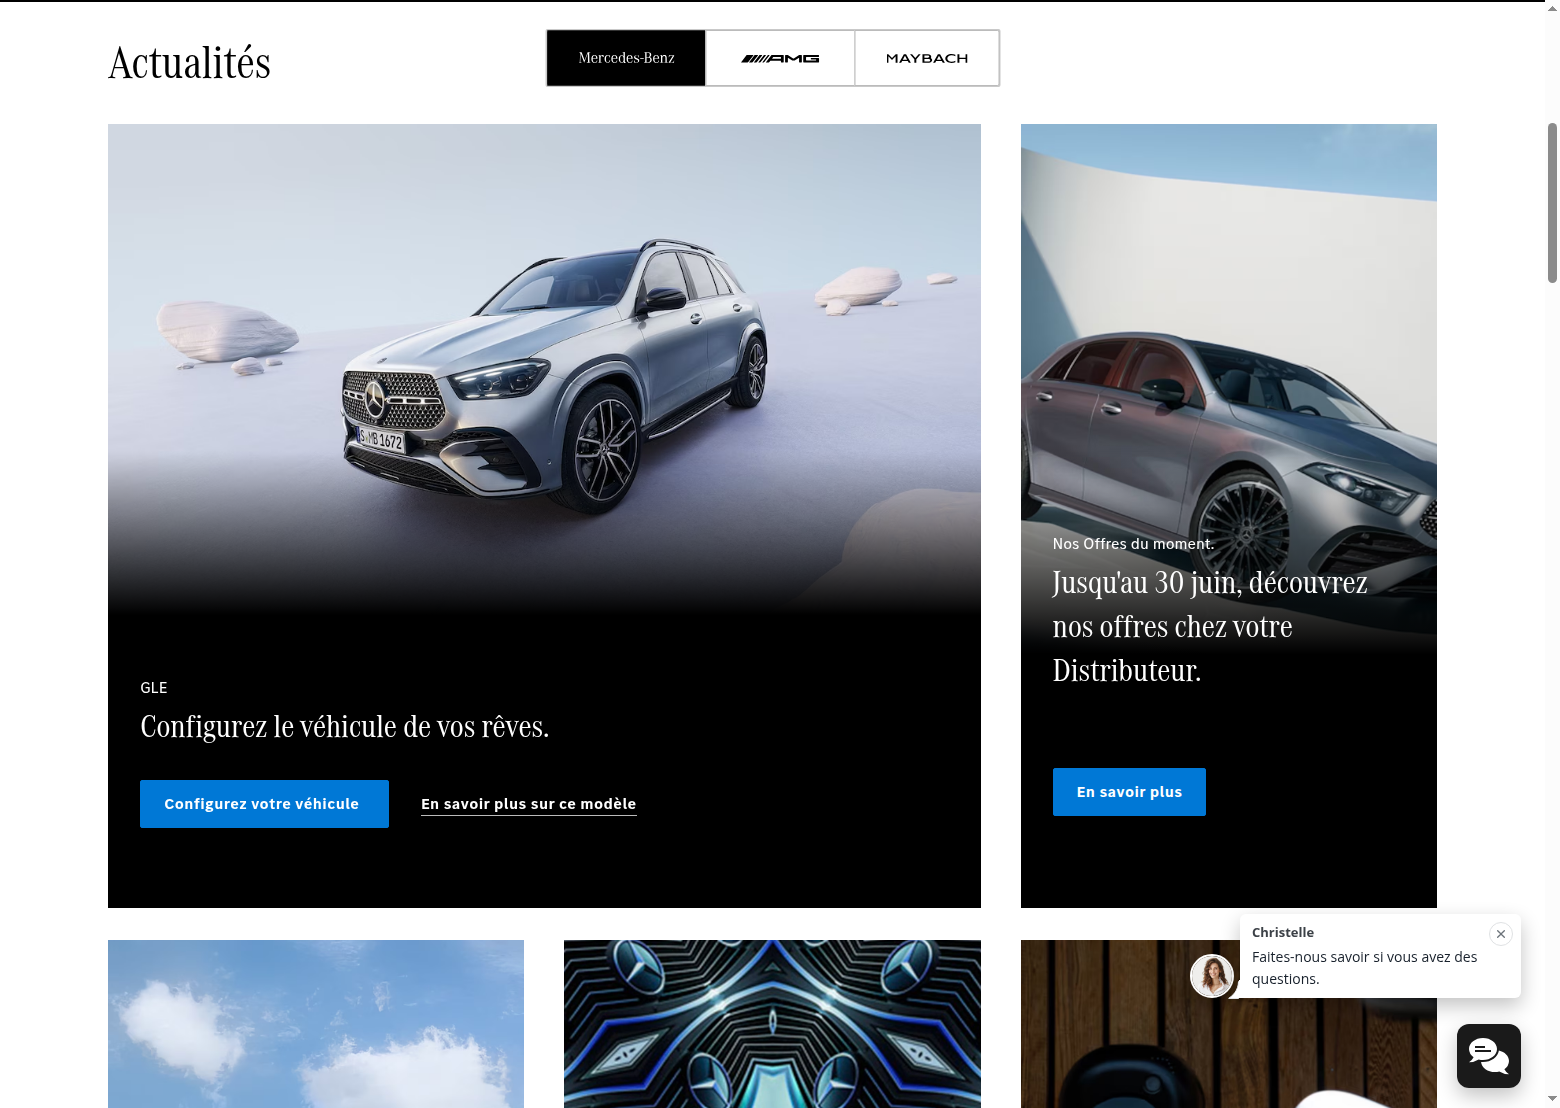 Actualités
Mercedes-Benz
AMG
MAYBACH
S MB 1672
GLE
Configurez le véhicule de vos rêves.
Configurez votre véhicule
En savoir plus sur ce modèle
Nos Offres du moment.
Jusqu'au 30 juin, découvrez
nos offres chez votre
Distributeur.
En savoir plus
Christelle
Faites-nous savoir si vous avez des
questions.